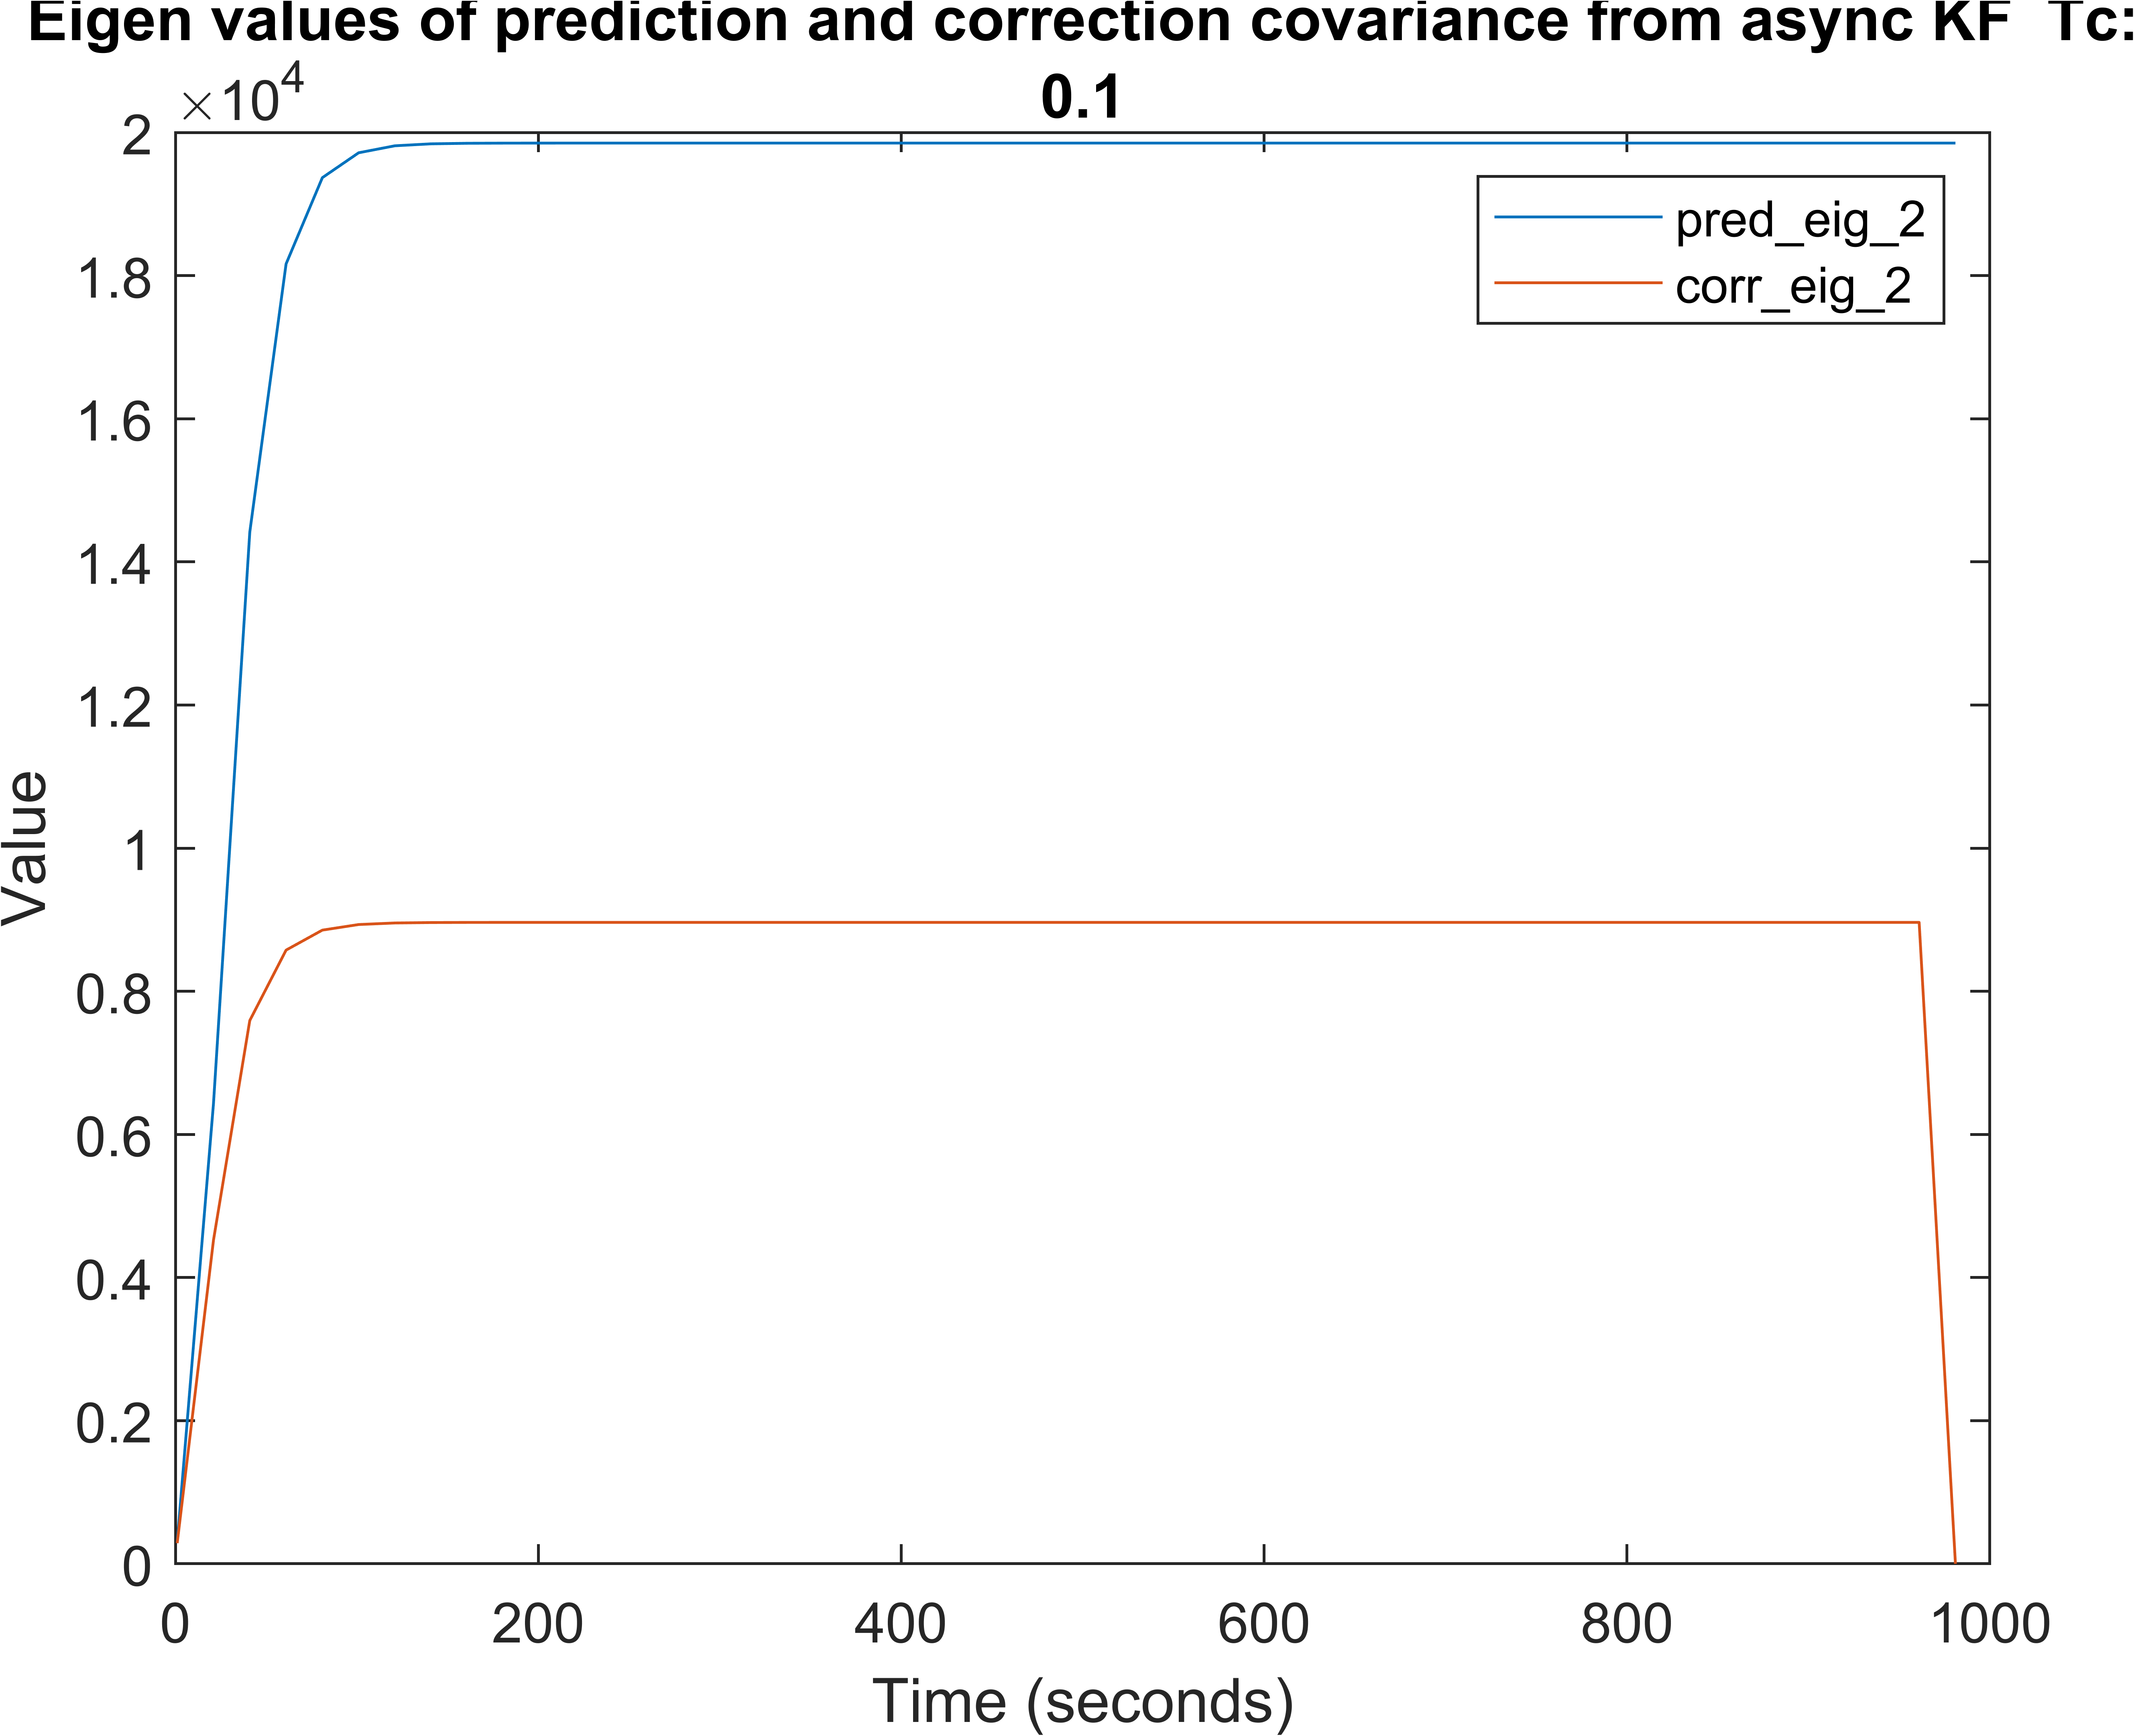 Eigen values of prediction and correction covariance from async KF  Tc:
0.1
×10^4
2
1.8
1.6
1.4
1.2
1
0.8
0.6
0.4
0.2
0
Value
pred_eig_2
corr_eig_2
0 200 400 600 800 1000
Time (seconds)